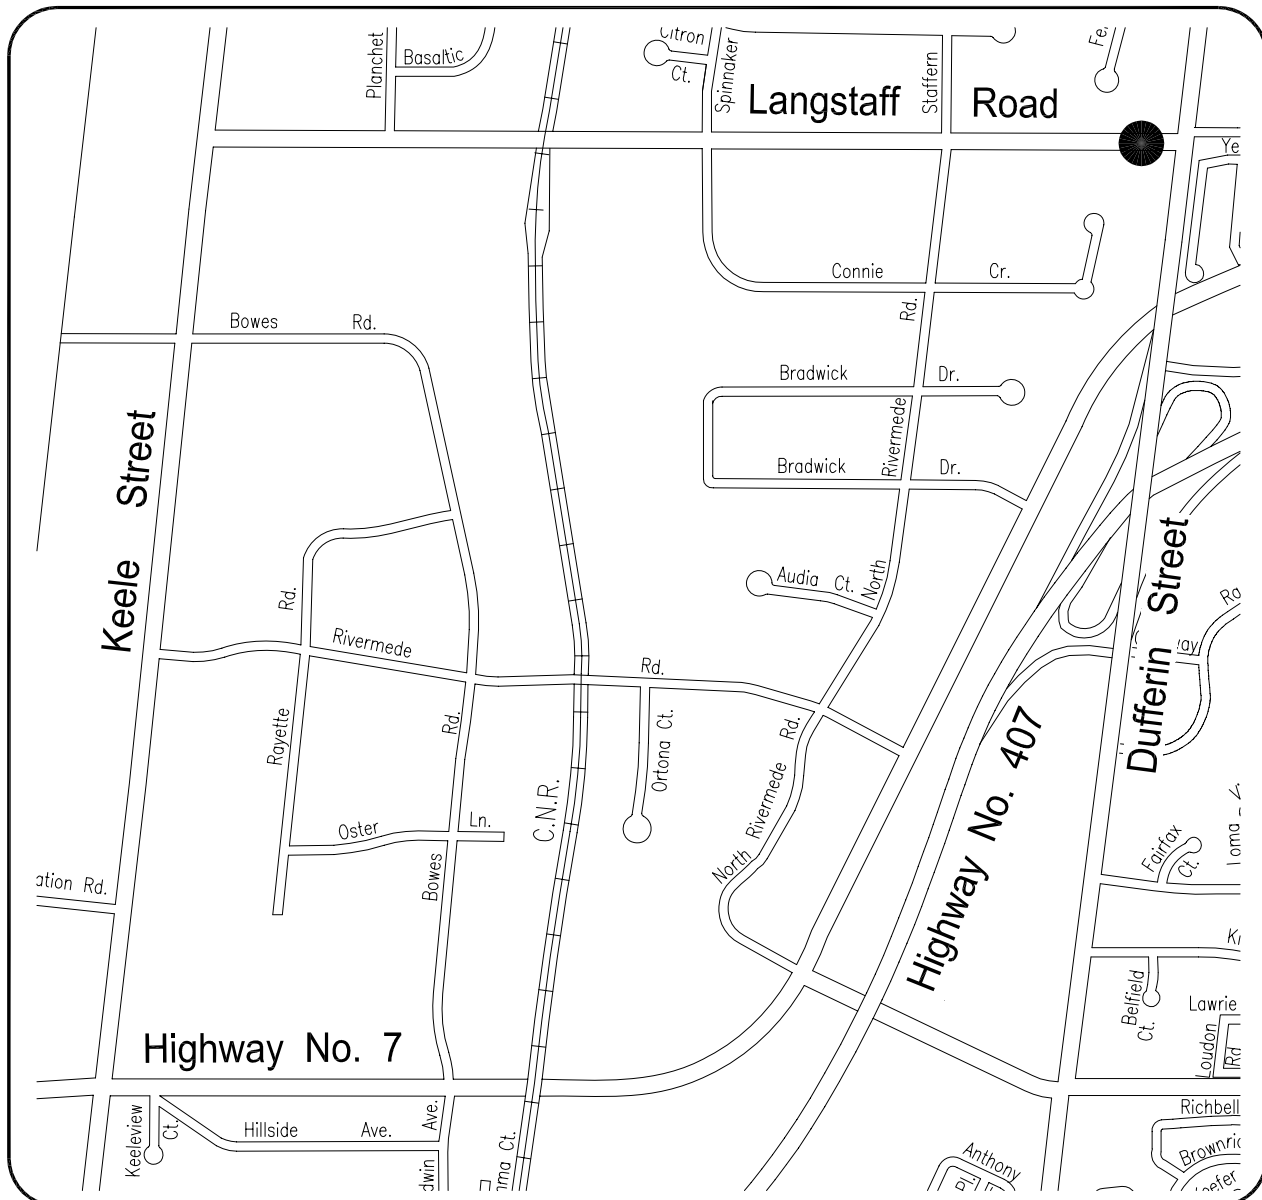 Planchet
Basaltic
Citron
Ct.
Spinnaker
Langstaff Road
Staffern
Connie Cr.
Rd.
Bowes Rd.
Bradwick Dr.
Rivermede
Bradwick Dr.
Keele Street
Audia Ct.
North
Dufferin Street
Rd.
Rivermede Rd.
Rayette
Rd.
Ortona Ct.
North Rivermede Rd.
Highway No. 407
C.N.R.
Oster Ln.
Bowes
Fairfax
Ct.
Loma
Rd.
Belfield
Ct.
Lawrie
Loudon
Rd
Highway No. 7
Keeleview
Ct.
Hillside Ave.
Ave.
Ct.
Anthony
Pl.